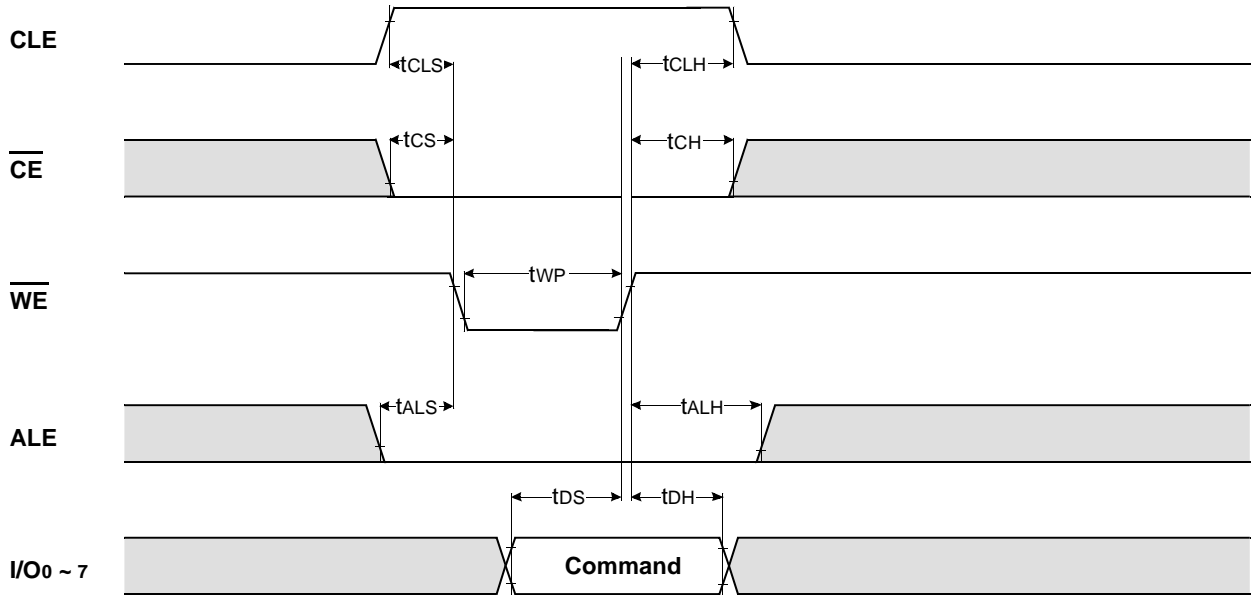 CLE
tCLS
tCLH
CE
tCS
tCH
WE
tWP
ALE
tALS
tALH
tDS
tDH
I/O0 ~ 7
Command